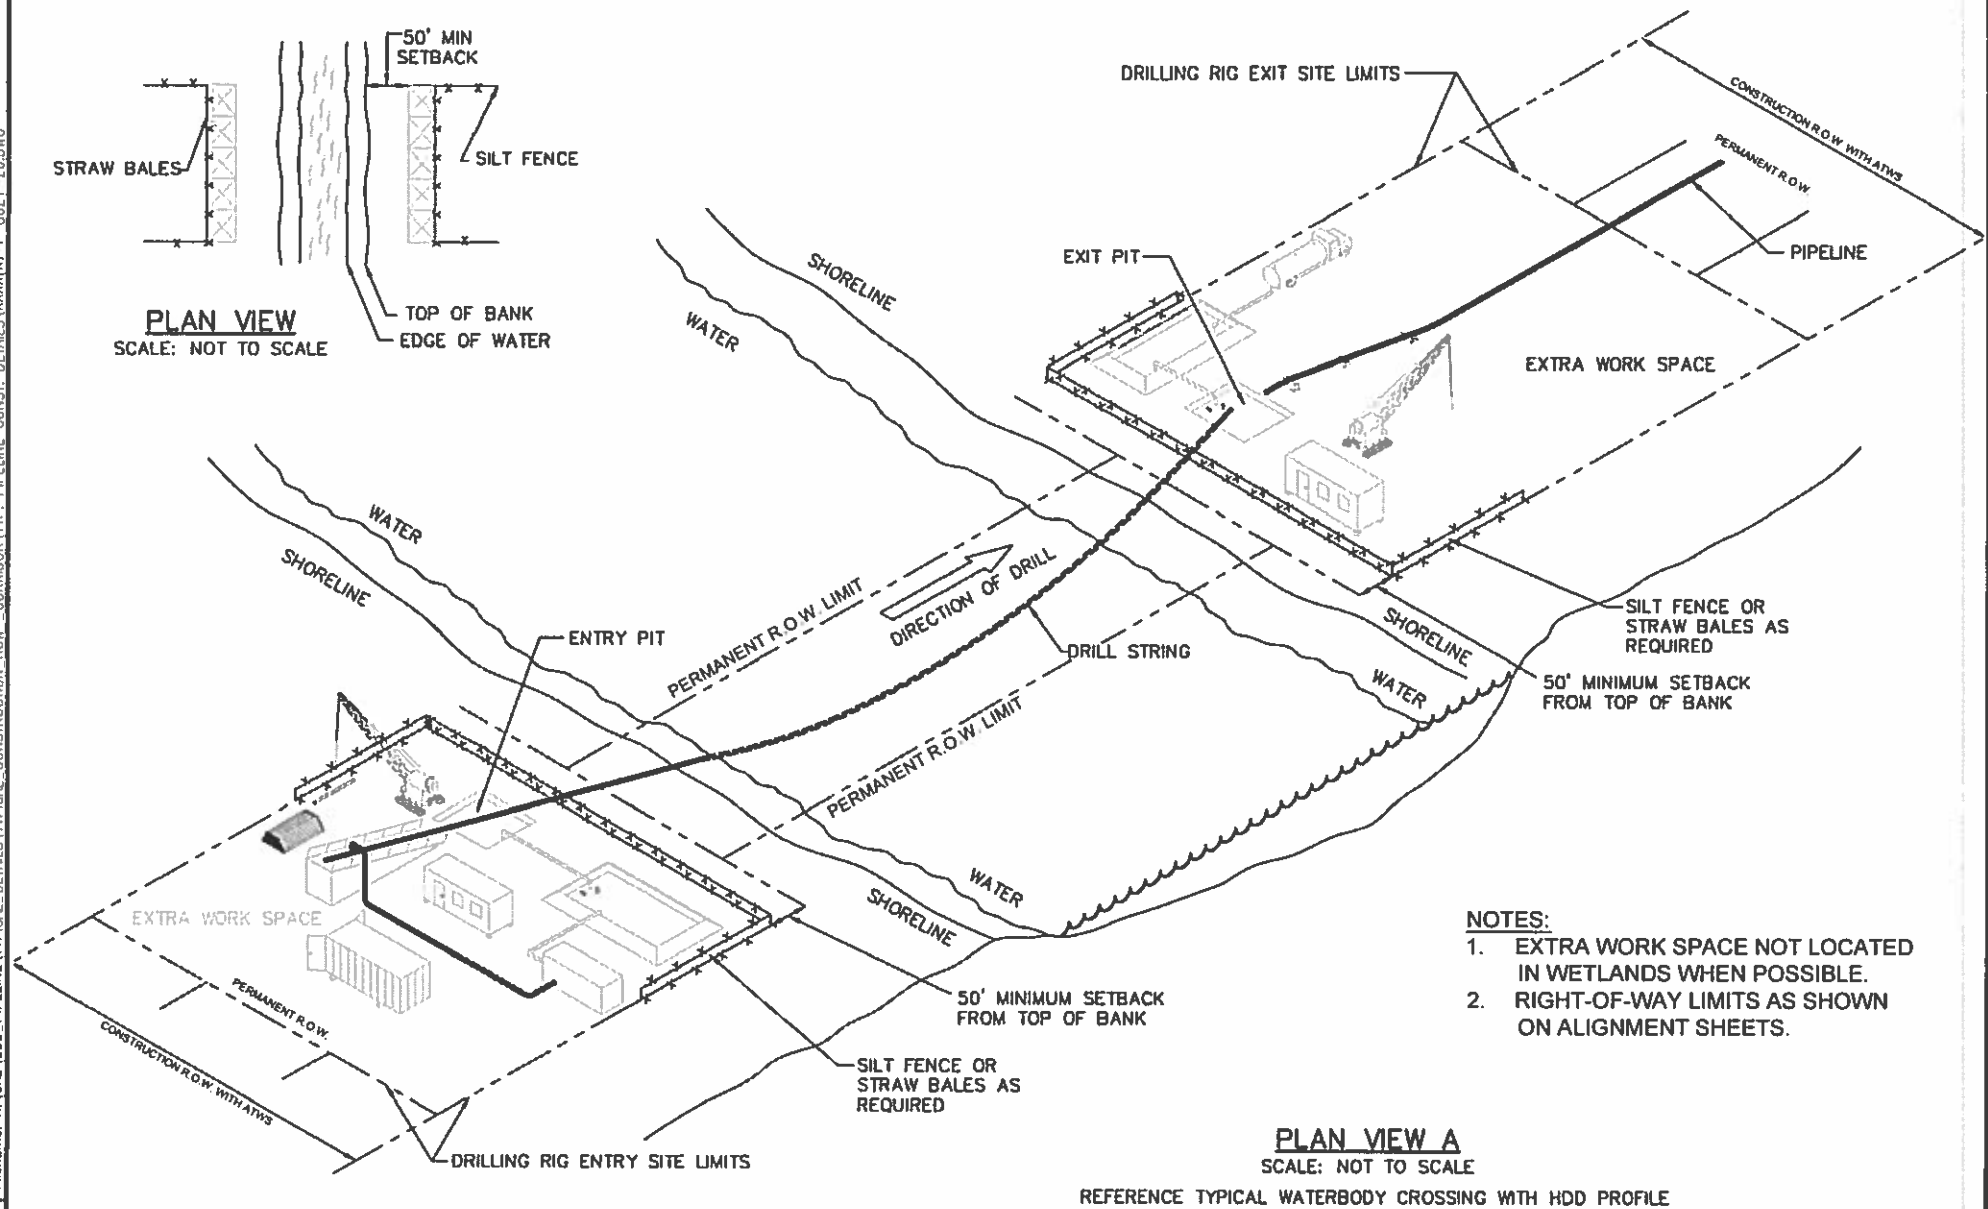 50' MIN
SETBACK
STRAW BALES
SILT FENCE
TOP OF BANK
EDGE OF WATER
PLAN VIEW
SCALE: NOT TO SCALE
DRILLING RIG EXIT SITE LIMITS
CONSTRUCTION R.O.W. WITH ATWS
PERMANENT R.O.W.
PIPELINE
EXIT PIT
EXTRA WORK SPACE
SHORELINE
WATER
WATER
SHORELINE
DIRECTION OF DRILL
PERMANENT R.O.W. LIMIT
DRILL STRING
PERMANENT R.O.W. LIMIT
SHORELINE
WATER
SILT FENCE OR
STRAW BALES AS
REQUIRED
50' MINIMUM SETBACK
FROM TOP OF BANK
ENTRY PIT
WATER
SHORELINE
EXTRA WORK SPACE
PERMANENT R.O.W.
CONSTRUCTION R.O.W. WITH ATWS
50' MINIMUM SETBACK
FROM TOP OF BANK
SILT FENCE OR
STRAW BALES AS
REQUIRED
DRILLING RIG ENTRY SITE LIMITS
NOTES:
1. EXTRA WORK SPACE NOT LOCATED
IN WETLANDS WHEN POSSIBLE.
2. RIGHT-OF-WAY LIMITS AS SHOWN
ON ALIGNMENT SHEETS.
PLAN VIEW A
SCALE: NOT TO SCALE
REFERENCE TYPICAL WATERBODY CROSSING WITH HDD PROFILE